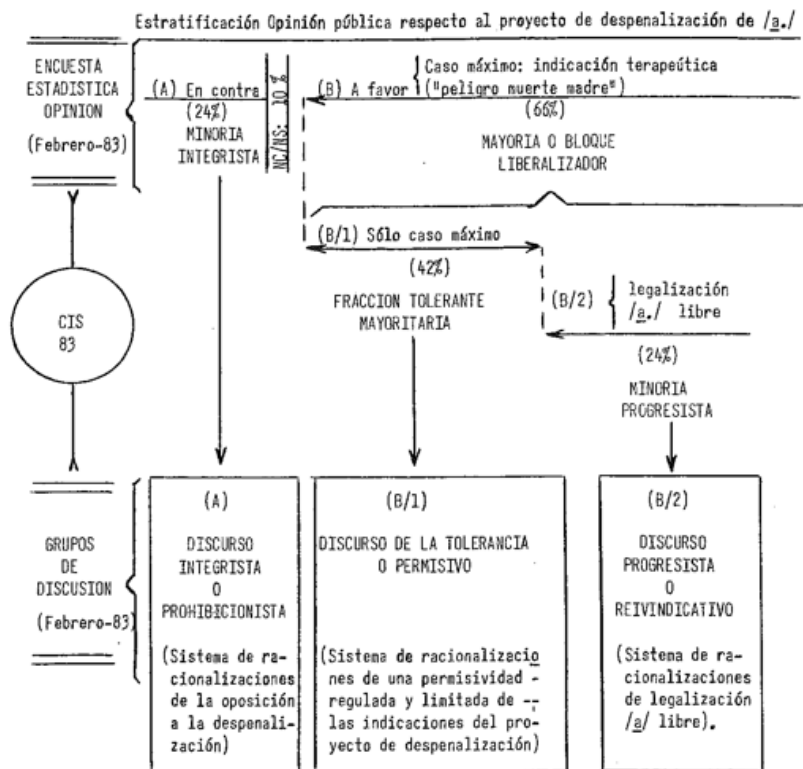 Estratificación Opinión pública respecto al proyecto de despenalización de /a./
ENCUESTA
ESTADISTICA
OPINION
(Febrero-83)
(A) En contra
(24%)
MINORIA
INTEGRISTA
NC/NS: 10 %
(B) A favor
Caso máximo: indicación terapeútica
("peligro muerte madre")
(66%)
MAYORIA O BLOQUE
LIBERALIZADOR
(B/1) Sólo caso máximo
(42%)
FRACCION TOLERANTE
MAYORITARIA
(B/2)
legalización
/a./ libre
(24%)
MINORIA
PROGRESISTA
CIS
83
GRUPOS
DE
DISCUSION
(Febrero-83)
(A)
DISCURSO
INTEGRISTA
O
PROHIBICIONISTA
(Sistema de ra-
cionalizaciones
de la oposición
a la despenali-
zación)
(B/1)
DISCURSO DE LA TOLERANCIA
O PERMISIVO
(Sistema de racionalizacio
nes de una permisividad -
regulada y limitada de --
las indicaciones del pro-
yecto de despenalización)
(B/2)
DISCURSO
PROGRESISTA
O
REIVINDICATIVO
(Sistema de ra-
cionalizaciones
de legalización
/a/ libre).